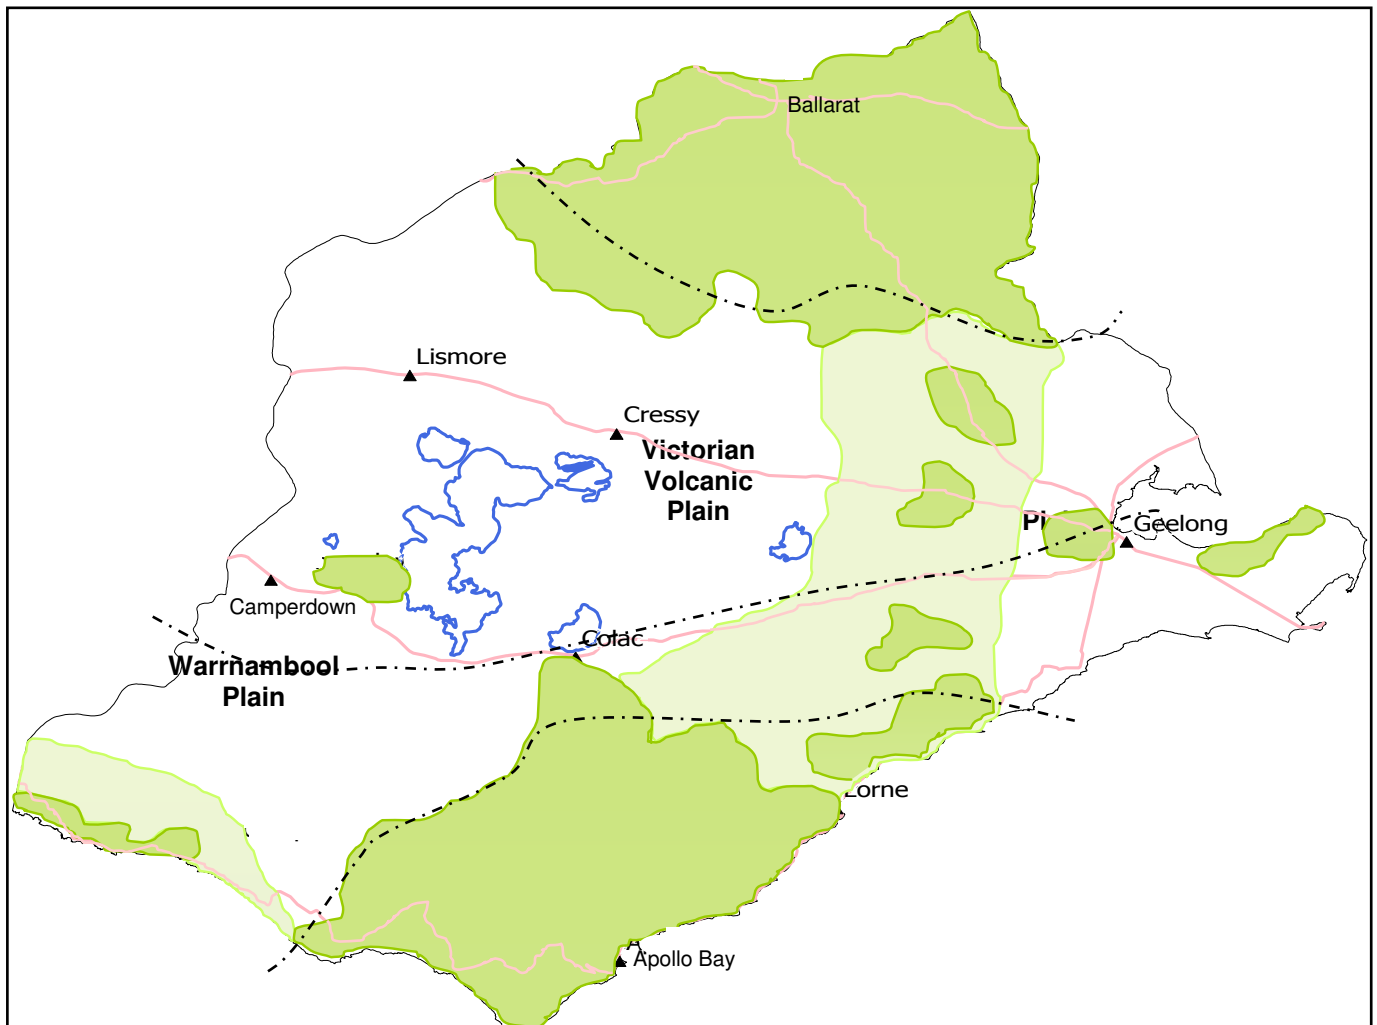 Ballarat
Lismore
Cressy
Victorian
Volcanic
Plain
Geelong
Camperdown
Colac
Warrnambool
Plain
Lorne
Apollo Bay